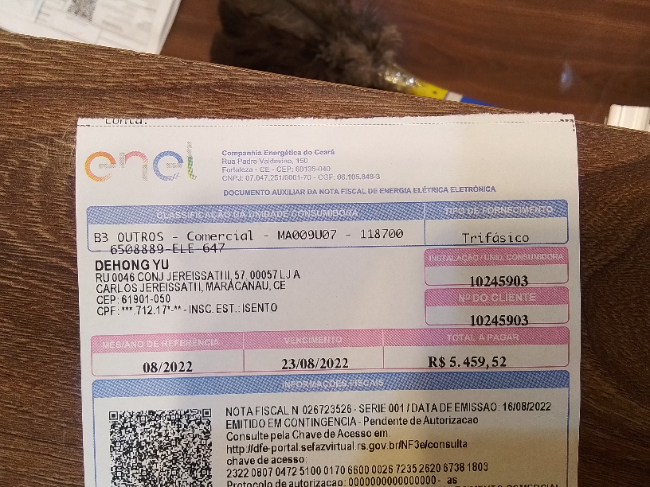 enel
Companhia Energética do Ceará
Rua Padre Valdevino, 150
Fortaleza - CE - CEP: 60135-040
CNPJ: 07.047.251/0001-70 - CGF: 06.105.848-3
DOCUMENTO AUXILIAR DA NOTA FISCAL DE ENERGIA ELÉTRICA ELETRÔNICA
CLASSIFICAÇÃO DA UNIDADE CONSUMIDORA
TIPO DE FORNECIMENTO
B3 OUTROS - Comercial - MA009U07 - 118700
- 6508889-ELE-647
Trifásico
DEHONG YU
RU 0046 CONJ JEREISSATI II, 57, 00057 LJ A
CARLOS JEREISSATI II, MARACANAU, CE
CEP: 61901-050
CPF: ***.712.17*-** - INSC. EST.: ISENTO
INSTALAÇÃO / UNID. CONSUMIDORA
10245903
Nº DO CLIENTE
10245903
MES/ANO DE REFERÊNCIA
VENCIMENTO
TOTAL A PAGAR
08/2022
23/08/2022
R$ 5.459,52
INFORMAÇÕES FISCAIS
NOTA FISCAL N 026723526 - SERIE 001 / DATA DE EMISSAO: 16/08/2022
EMITIDO EM CONTINGENCIA - Pendente de Autorizacao
Consulte pela Chave de Acesso em
http://dfe-portal.sefazvirtual.rs.gov.br/NF3e/consulta
chave de acesso:
2322 0807 0472 5100 0170 6600 0026 7235 2620 6738 1803
Protocolo de autorizacao: 0000000000000000 - as